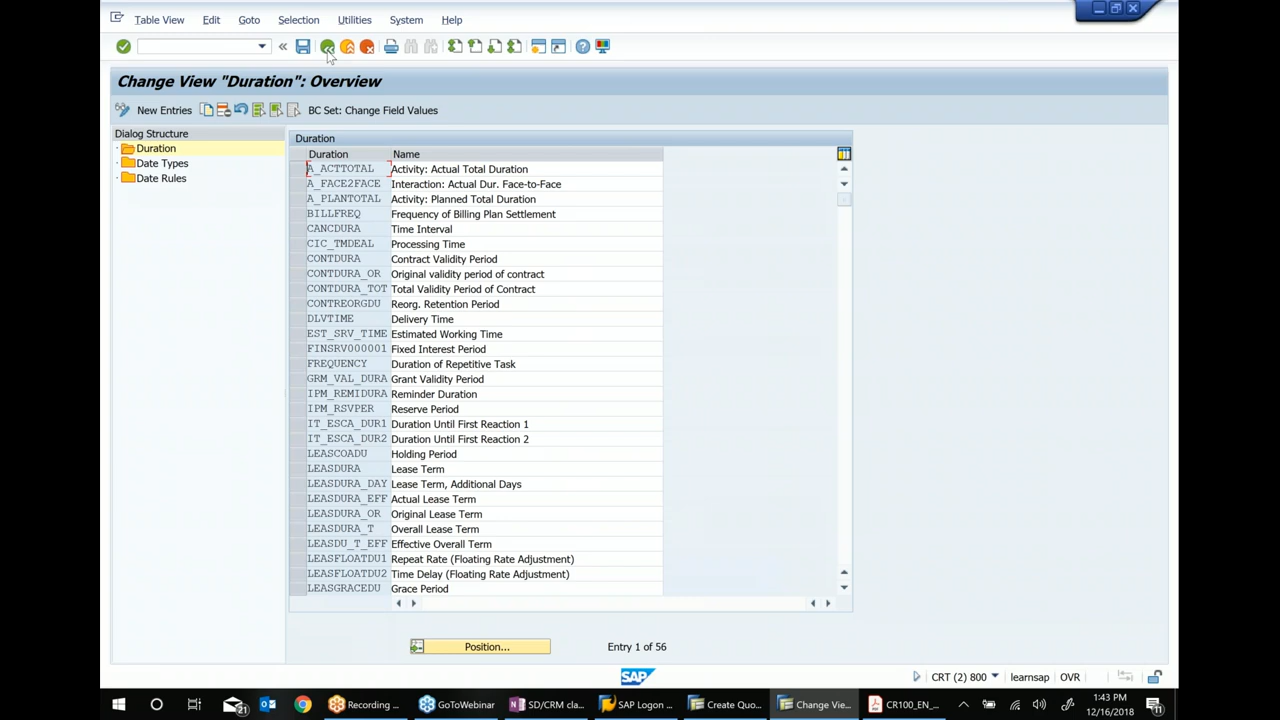 Table View Edit Goto Selection Utilities System Help
Change View "Duration": Overview
New Entries BC Set: Change Field Values
Dialog Structure
Duration
Date Types
Date Rules
Duration
Duration Name
A_ACTTOTAL Activity: Actual Total Duration
A_FACE2FACE Interaction: Actual Dur. Face-to-Face
A_PLANTOTAL Activity: Planned Total Duration
BILLFREQ Frequency of Billing Plan Settlement
CANCDURA Time Interval
CIC_TMDEAL Processing Time
CONTDURA Contract Validity Period
CONTDURA_OR Original validity period of contract
CONTDURA_TOT Total Validity Period of Contract
CONTREORGDU Reorg. Retention Period
DLVTIME Delivery Time
EST_SRV_TIME Estimated Working Time
FINSRV000001 Fixed Interest Period
FREQUENCY Duration of Repetitive Task
GRM_VAL_DURA Grant Validity Period
IPM_REMIDURA Reminder Duration
IPM_RSVPER Reserve Period
IT_ESCA_DUR1 Duration Until First Reaction 1
IT_ESCA_DUR2 Duration Until First Reaction 2
LEASCOADU Holding Period
LEASDURA Lease Term
LEASDURA_DAY Lease Term, Additional Days
LEASDURA_EFF Actual Lease Term
LEASDURA_OR Original Lease Term
LEASDURA_T Overall Lease Term
LEASDU_T_EFF Effective Overall Term
LEASFLOATDU1 Repeat Rate (Floating Rate Adjustment)
LEASFLOATDU2 Time Delay (Floating Rate Adjustment)
LEASGRACEDU Grace Period
Position... Entry 1 of 56
SAP CRT (2) 800 learnsap OVR
21 Recording ... GoToWebinar SD/CRM cla... SAP Logon ... Create Quo... Change Vie... CR100_EN_... 1:43 PM
12/16/2018 11